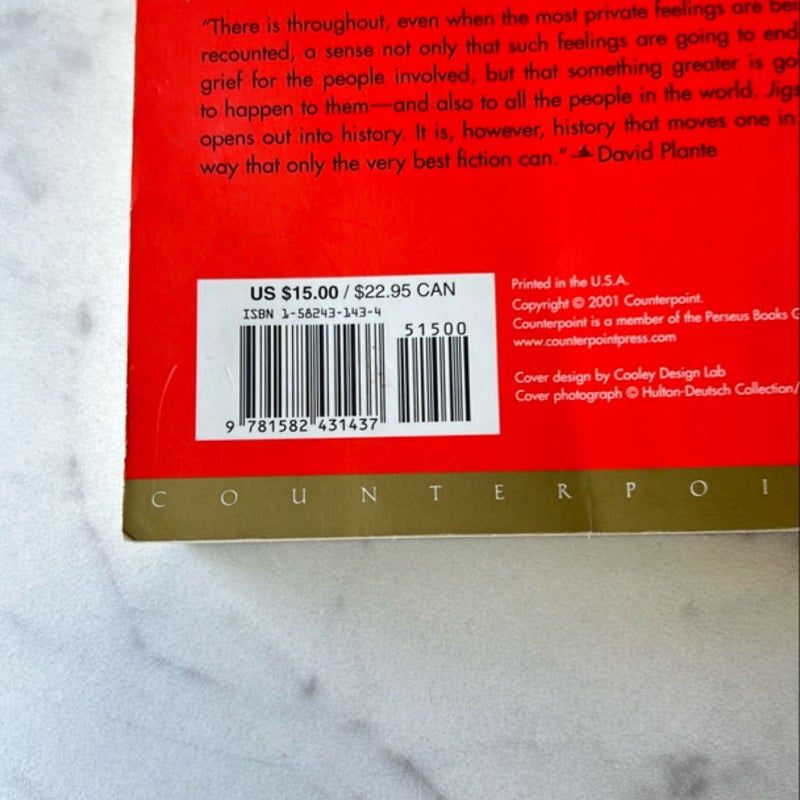 "There is throughout, even when the most private feelings are bei
recounted, a sense not only that such feelings are going to end
grief for the people involved, but that something greater is go
to happen to them—and also to all the people in the world. Jigs
opens out into history. It is, however, history that moves one in
way that only the very best fiction can." David Plante
US $15.00 / $22.95 CAN
ISBN 1-58243-143-4
51500
9 781582 431437
Printed in the U.S.A.
Copyright © 2001 Counterpoint.
Counterpoint is a member of the Perseus Books G
www.counterpointpress.com
Cover design by Cooley Design Lab
Cover photograph © Hulton-Deutsch Collection/
C O U N T E R P O I